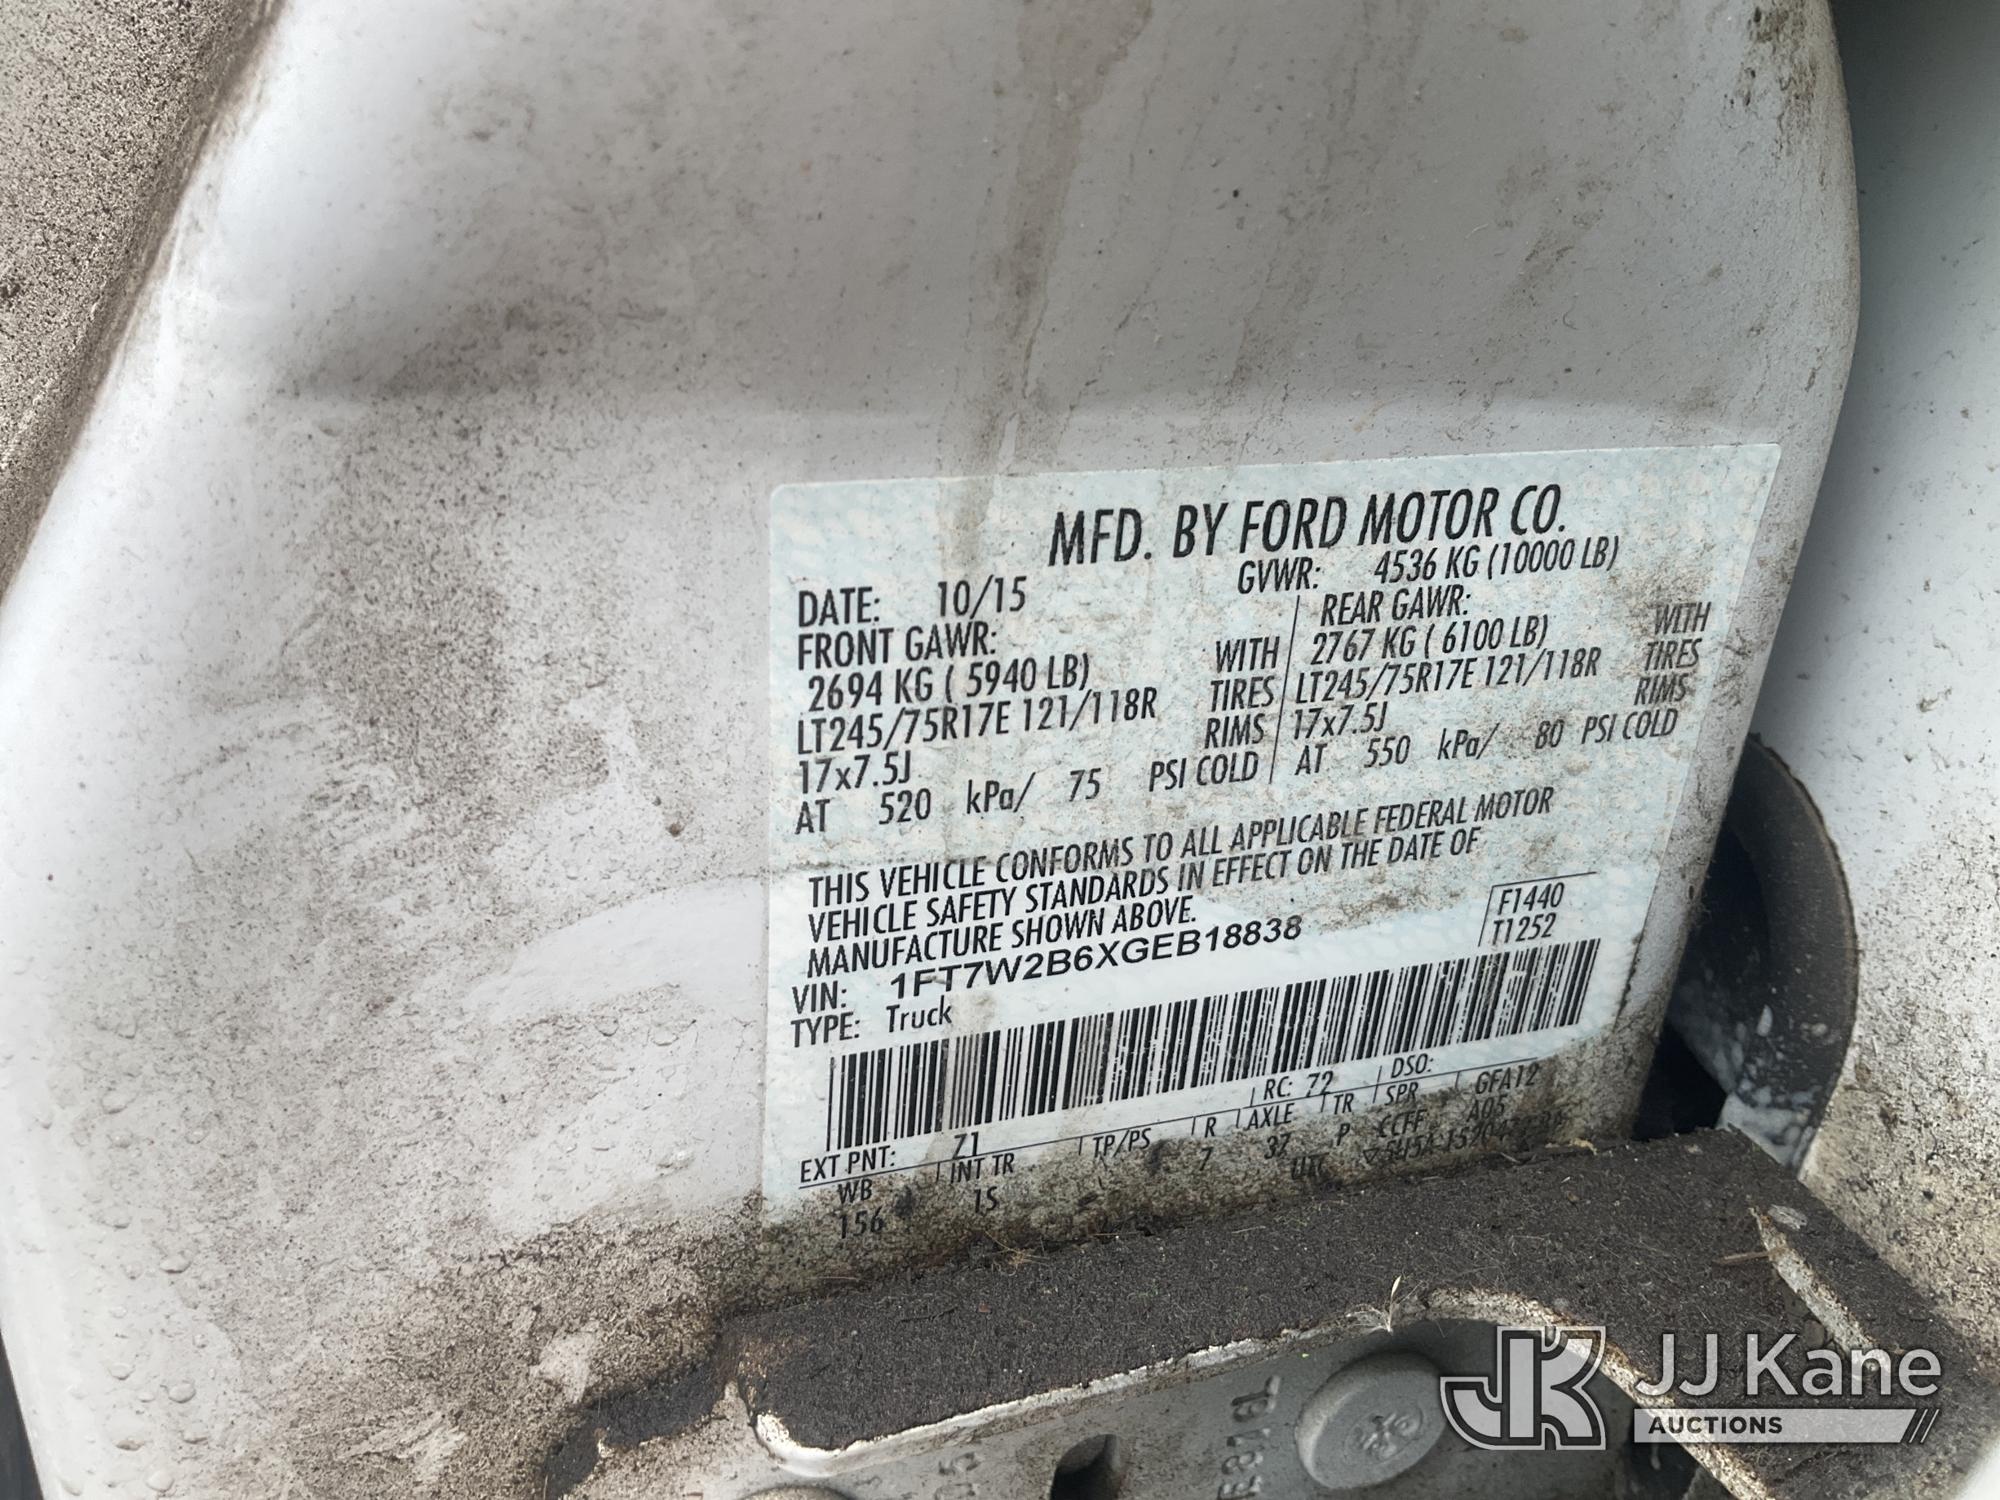 MFD. BY FORD MOTOR CO.
DATE: 10/15 GVWR: 4536 KG (10000 LB)
FRONT GAWR: REAR GAWR:
2694 KG ( 5940 LB) WITH 2767 KG ( 6100 LB) WITH
LT245/75R17E 121/118R TIRES LT245/75R17E 121/118R TIRES
17x7.5J RIMS 17x7.5J RIMS
AT 520 kPa/ 75 PSI COLD AT 550 kPa/ 80 PSI COLD
THIS VEHICLE CONFORMS TO ALL APPLICABLE FEDERAL MOTOR
VEHICLE SAFETY STANDARDS IN EFFECT ON THE DATE OF
MANUFACTURE SHOWN ABOVE.
F1440
T1252
VIN: 1FT7W2B6XGEB18838
TYPE: Truck
EXT PNT: Z1 RC: 72 DSO:
WB INT TR TP/PS R AXLE TR SPR GFA12
156 1S 7 37 P CCFF A05
UTC
JJ Kane
AUCTIONS